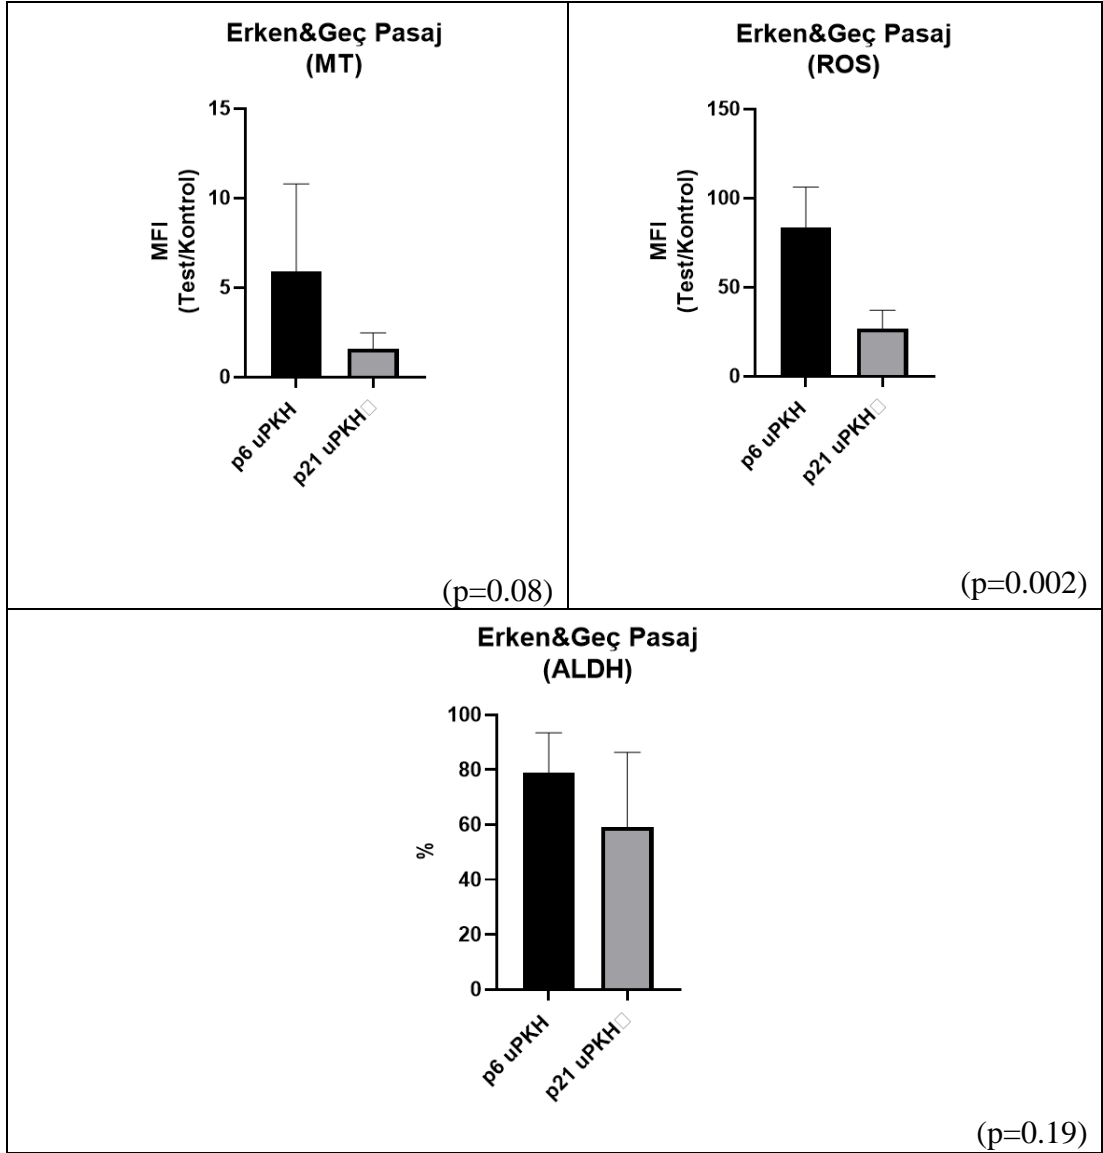 Erken&Geç Pasaj
(MT)
15
10
5
0
MFI
(Test/Kontrol)
p6 uPKH
p21 uPKH
(p=0.08)
Erken&Geç Pasaj
(ROS)
150
100
50
0
MFI
(Test/Kontrol)
p6 uPKH
p21 uPKH
(p=0.002)
Erken&Geç Pasaj
(ALDH)
100
80
60
40
20
0
%
p6 uPKH
p21 uPKH
(p=0.19)